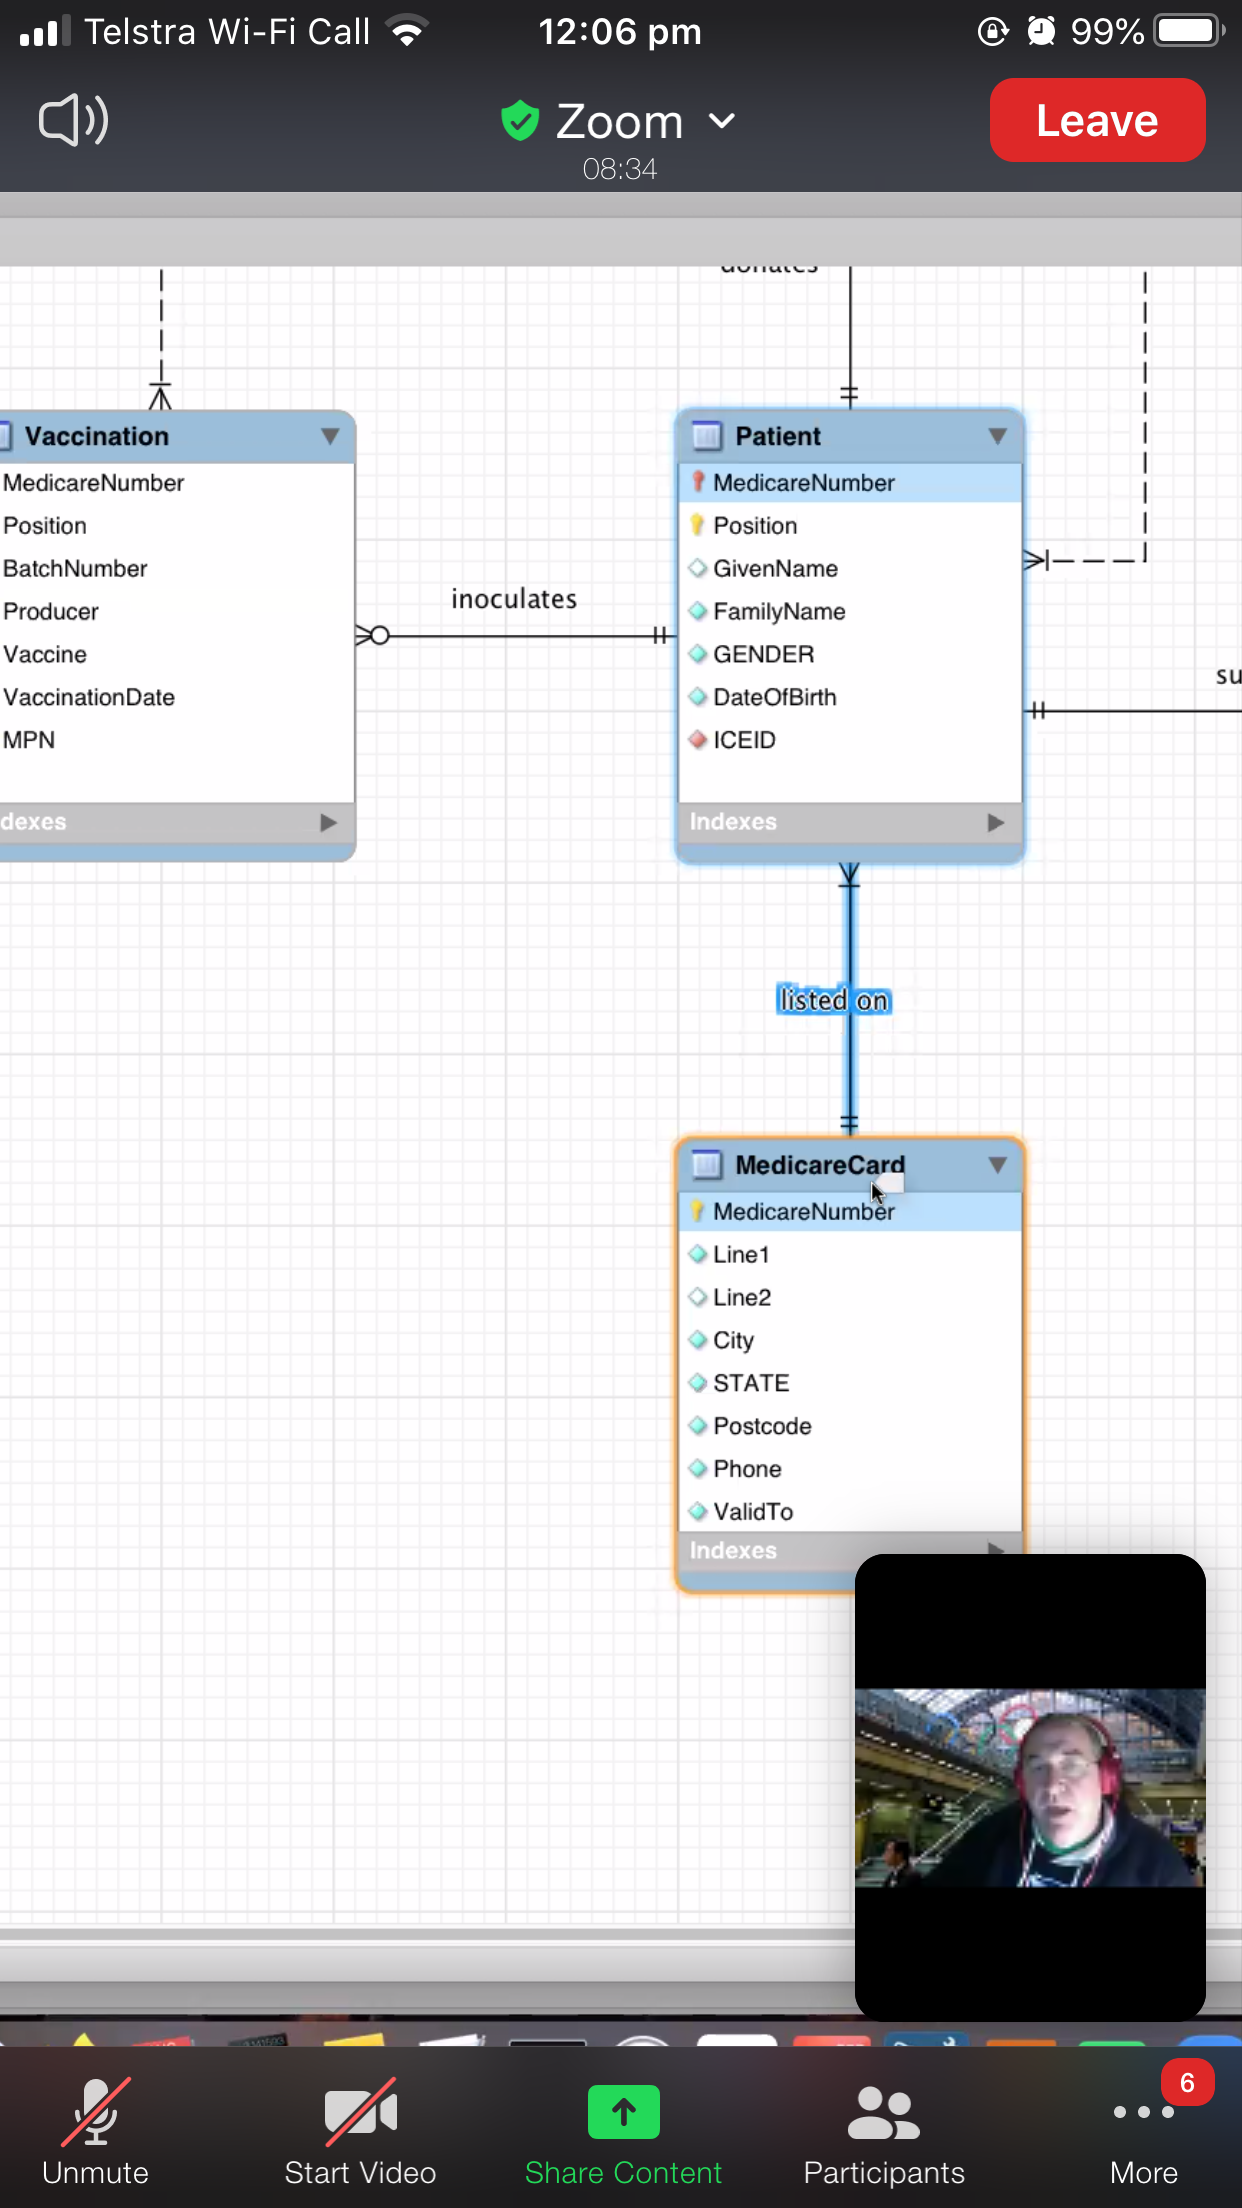 Telstra Wi-Fi Call
12:06 pm
99%
Zoom
08:34
Leave
donates
Vaccination
MedicareNumber
Position
BatchNumber
Producer
Vaccine
VaccinationDate
MPN
inoculates
Patient
MedicareNumber
Position
GivenName
FamilyName
GENDER
DateOfBirth
ICEID
Indexes
su
dexes
listed on
MedicareCard
MedicareNumber
Line1
Line2
City
STATE
Postcode
Phone
ValidTo
Indexes
6
Unmute
Start Video
Share Content
Participants
More